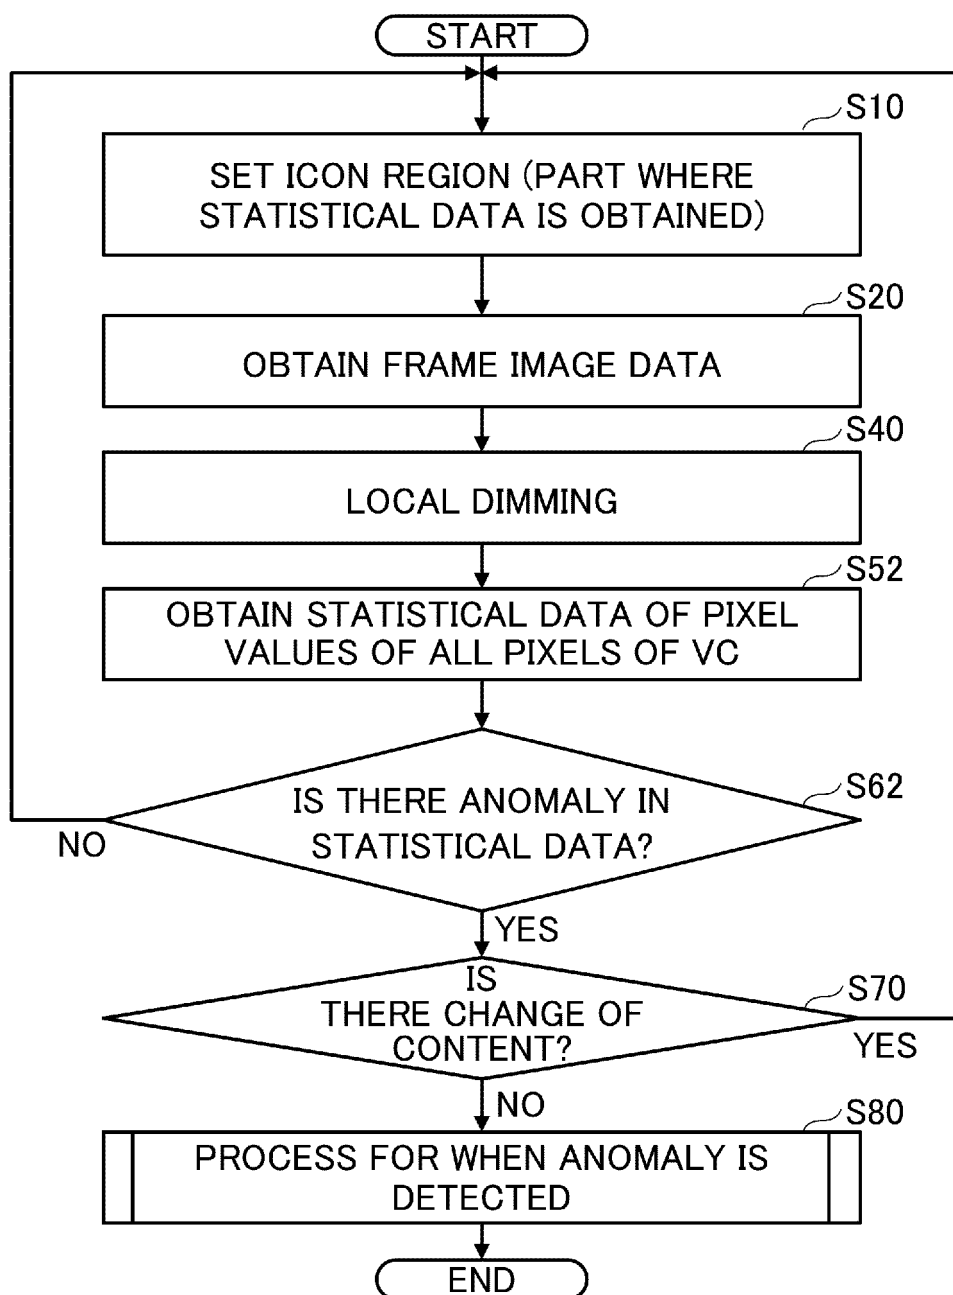 START
S10
SET ICON REGION (PART WHERE
STATISTICAL DATA IS OBTAINED)
S20
OBTAIN FRAME IMAGE DATA
S40
LOCAL DIMMING
S52
OBTAIN STATISTICAL DATA OF PIXEL
VALUES OF ALL PIXELS OF VC
S62
IS THERE ANOMALY IN
STATISTICAL DATA?
NO
YES
S70
IS
THERE CHANGE OF
CONTENT?
YES
NO
S80
PROCESS FOR WHEN ANOMALY IS
DETECTED
END